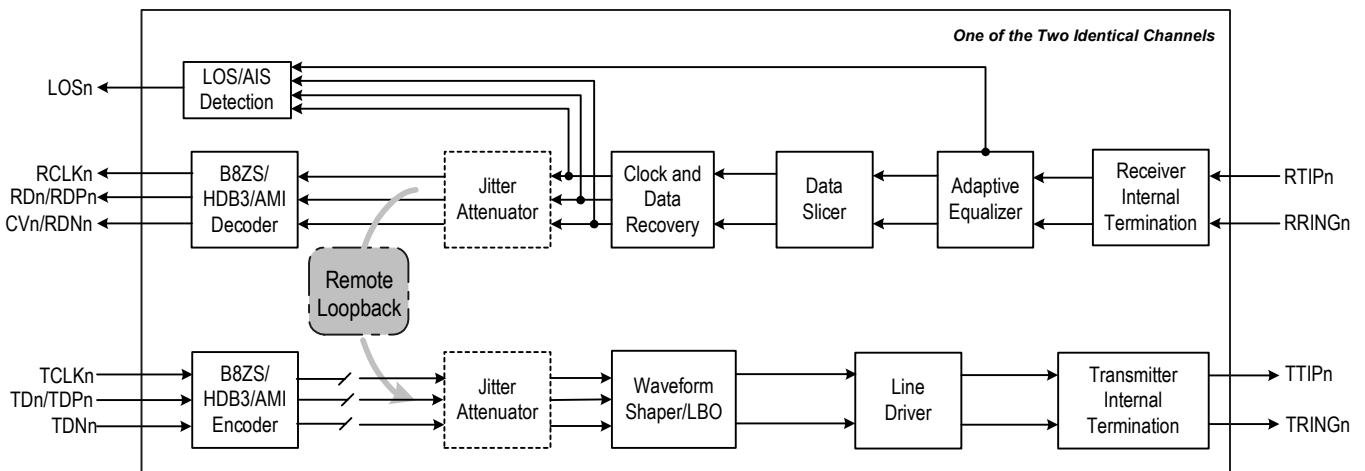 One of the Two Identical Channels
LOSn
LOS/AIS
Detection
RCLKn
RDn/RDPn
CVn/RDNn
B8ZS/
HDB3/AMI
Decoder
Jitter
Attenuator
Clock and
Data
Recovery
Data
Slicer
Adaptive
Equalizer
Receiver
Internal
Termination
RTIPn
RRINGn
Remote
Loopback
TCLKn
TDn/TDPn
TDNn
B8ZS/
HDB3/AMI
Encoder
Jitter
Attenuator
Waveform
Shaper/LBO
Line
Driver
Transmitter
Internal
Termination
TTIPn
TRINGn